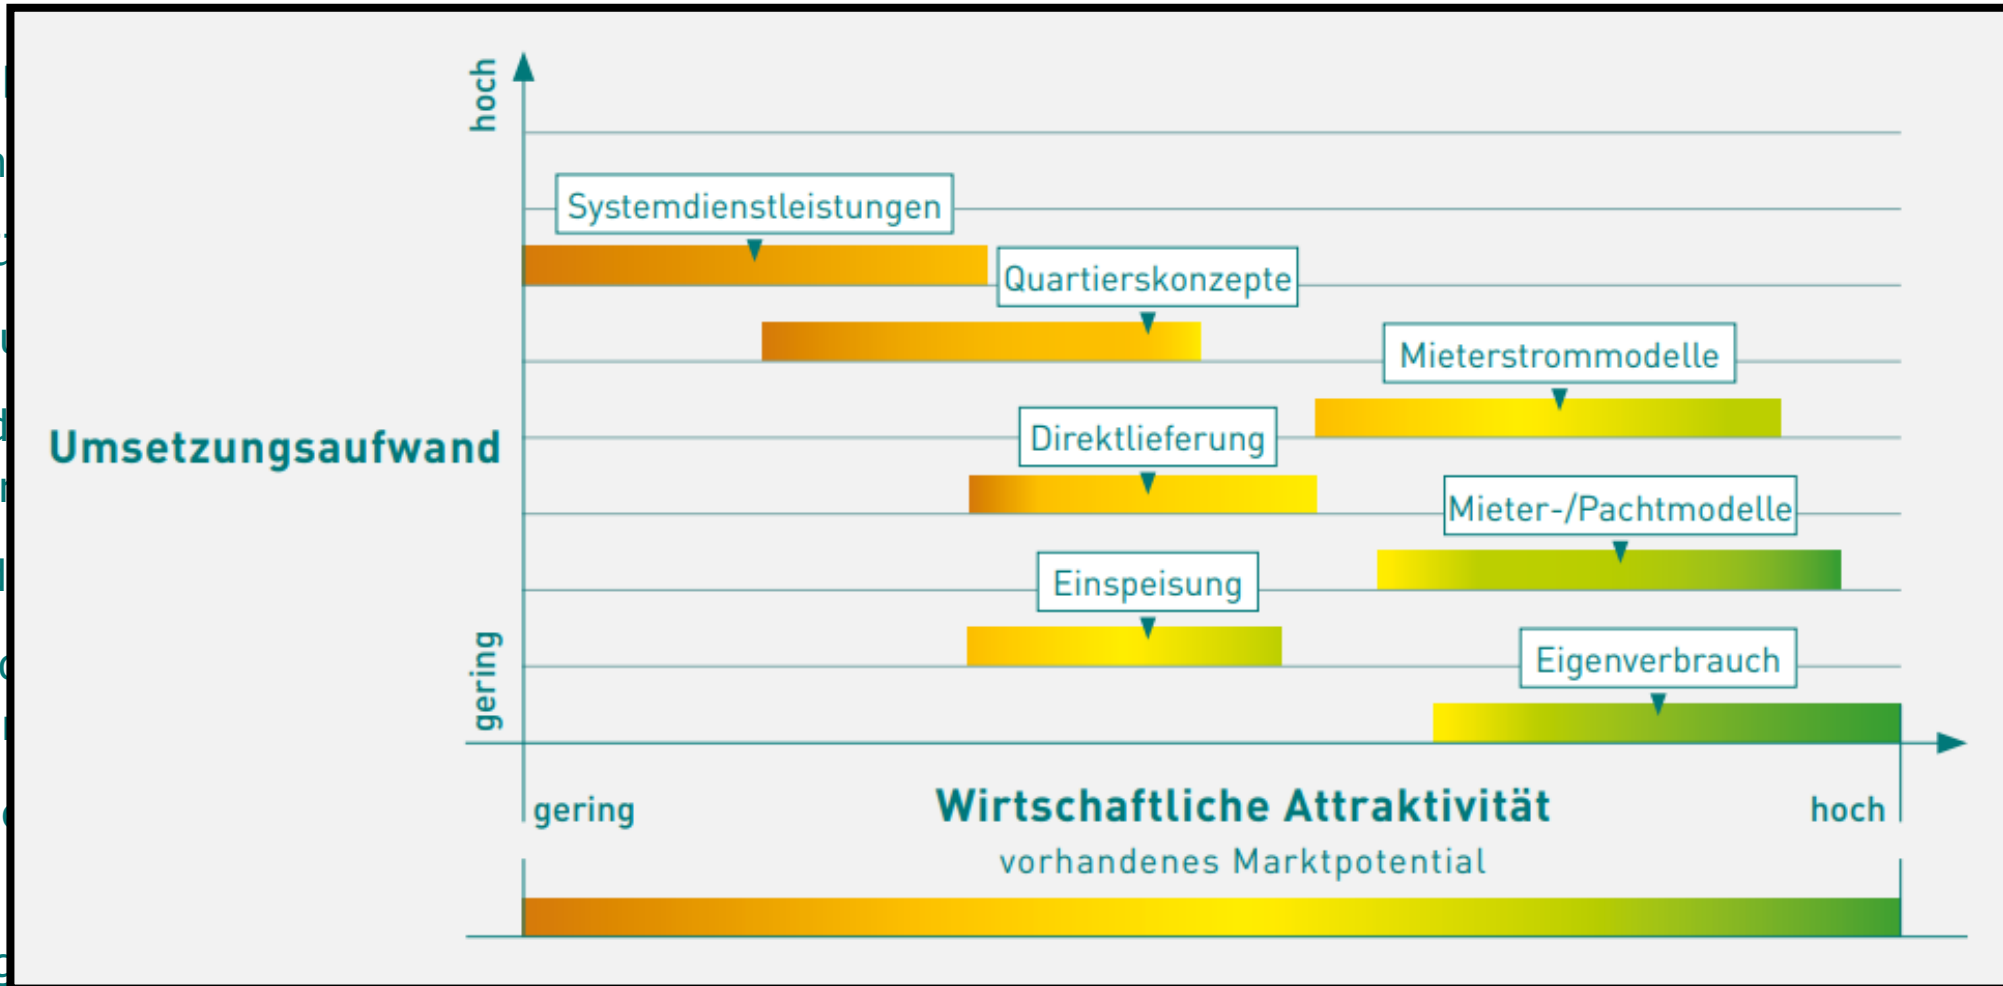 hoch
Systemdienstleistungen
Quartierskonzepte
Mieterstrommodelle
Direktlieferung
Umsetzungsaufwand
Mieter-/Pachtmodelle
Einspeisung
Eigenverbrauch
gering
gering
Wirtschaftliche Attraktivität
hoch
vorhandenes Marktpotential